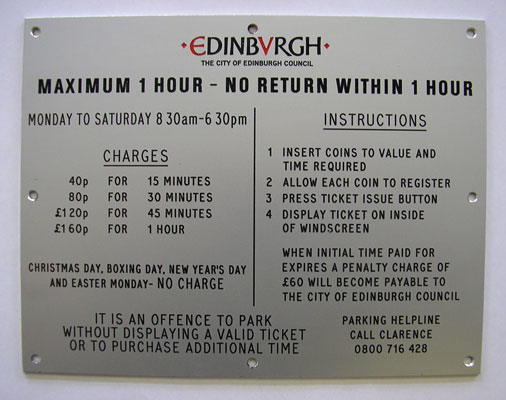 EDINBVRGH
THE CITY OF EDINBURGH COUNCIL
MAXIMUM 1 HOUR - NO RETURN WITHIN 1 HOUR
MONDAY TO SATURDAY 8 30am-6 30pm
CHARGES
40p FOR 15 MINUTES
80p FOR 30 MINUTES
£120p FOR 45 MINUTES
£160p FOR 1 HOUR
CHRISTMAS DAY, BOXING DAY, NEW YEAR'S DAY
AND EASTER MONDAY- NO CHARGE
INSTRUCTIONS
1 INSERT COINS TO VALUE AND
TIME REQUIRED
2 ALLOW EACH COIN TO REGISTER
3 PRESS TICKET ISSUE BUTTON
4 DISPLAY TICKET ON INSIDE
OF WINDSCREEN
WHEN INITIAL TIME PAID FOR
EXPIRES A PENALTY CHARGE OF
£60 WILL BECOME PAYABLE TO
THE CITY OF EDINBURGH COUNCIL
IT IS AN OFFENCE TO PARK
WITHOUT DISPLAYING A VALID TICKET
OR TO PURCHASE ADDITIONAL TIME
PARKING HELPLINE
CALL CLARENCE
0800 716 428